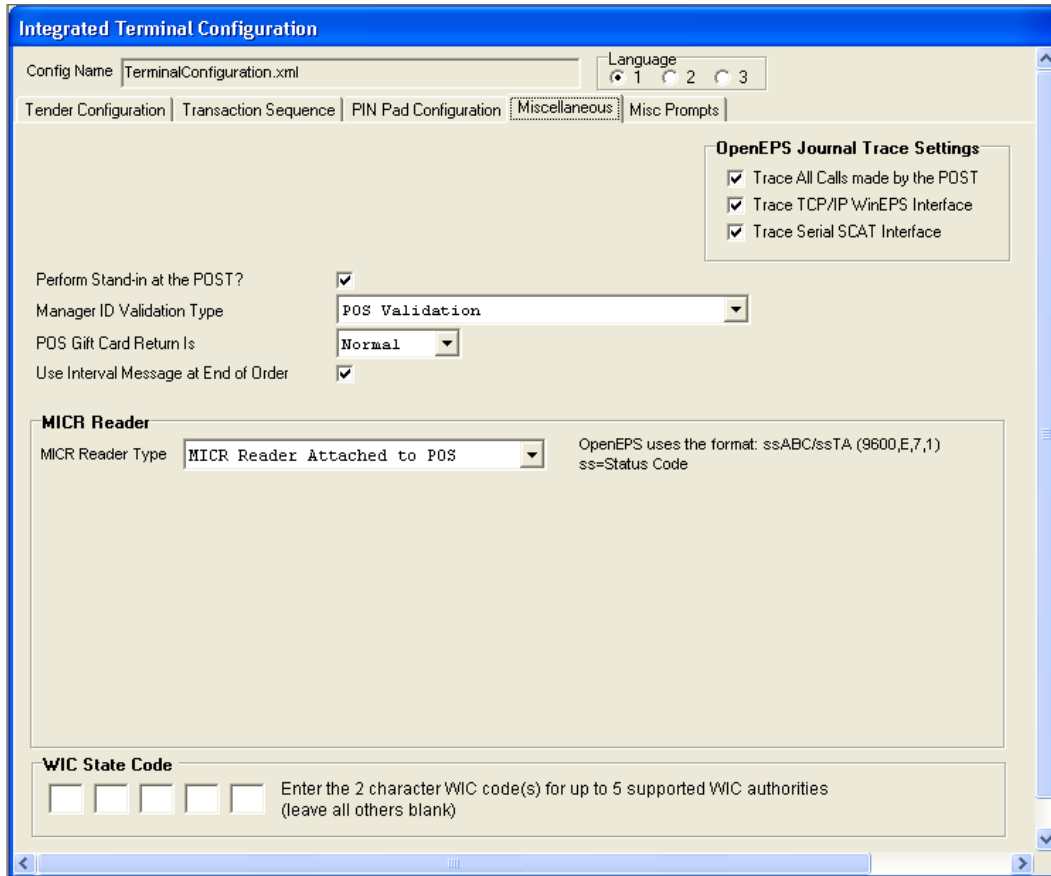 Integrated Terminal Configuration
Config Name TerminalConfiguration.xml
Language
1 2 3
Tender Configuration Transaction Sequence PIN Pad Configuration Miscellaneous Misc Prompts
OpenEPS Journal Trace Settings
Trace All Calls made by the POST
Trace TCP/IP WinEPS Interface
Trace Serial SCAT Interface
Perform Stand-in at the POST?
Manager ID Validation Type POS Validation
POS Gift Card Return Is Normal
Use Interval Message at End of Order
MICR Reader
MICR Reader Type MICR Reader Attached to POS
OpenEPS uses the format: ssABC/ssTA (9600,E,7,1)
ss=Status Code
WIC State Code
Enter the 2 character WIC code(s) for up to 5 supported WIC authorities
(leave all others blank)